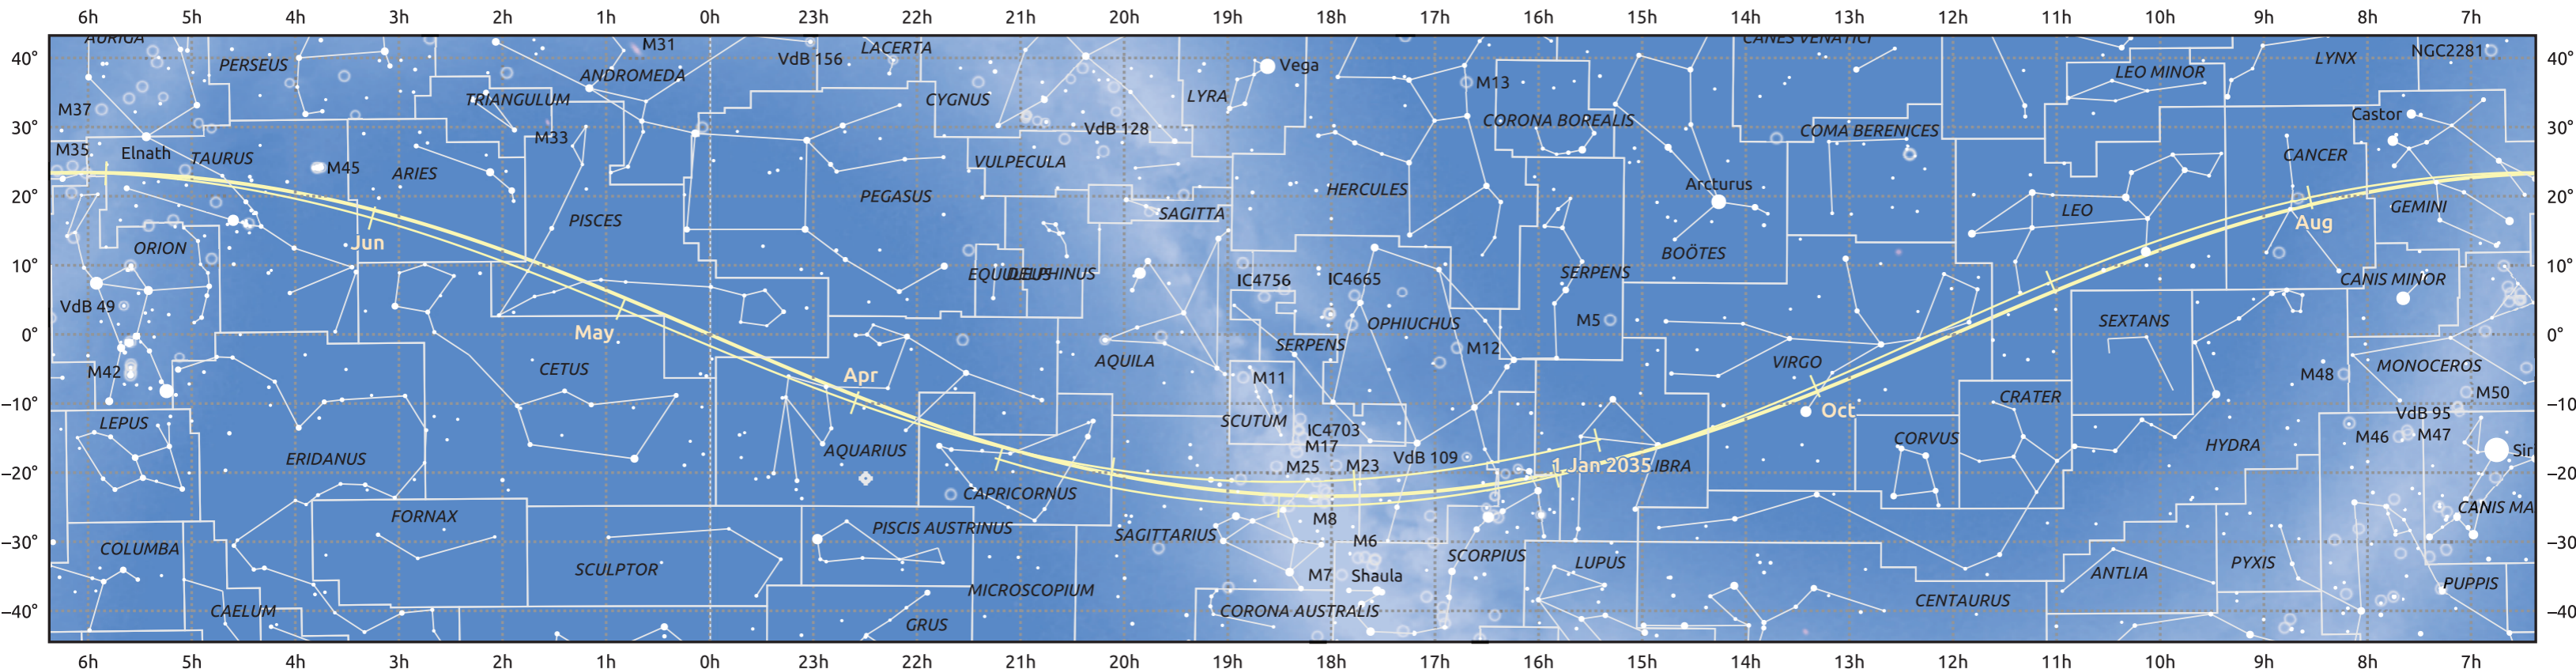 6h 5h 4h 3h 2h 1h 0h 23h 22h 21h 20h 19h 18h 17h 16h 15h 14h 13h 12h 11h 10h 9h 8h 7h
AURIGA M31 LACERTA CANES VENATICI
40° PERSEUS ANDROMEDA VdB 156 Vega LYNX NGC2281 40°
TRIANGULUM CYGNUS LYRA M13 LEO MINOR
M37 M33 VdB 128 CORONA BOREALIS COMA BERENICES Castor
30° 30°
M35 Elnath TAURUS M45 ARIES VULPECULA CANCER
20° PISCES PEGASUS SAGITTA HERCULES Arcturus LEO GEMINI 20°
Jun Aug
ORION BOÖTES
10° EQUULEUS DELPHINUS IC4756 IC4665 SERPENS CANIS MINOR 10°
VdB 49 May OPHIUCHUS M5 SEXTANS
0° SERPENS M12 0°
M42 CETUS Apr AQUILA M11 VIRGO M48 MONOCEROS
−10° Oct CRATER M50 −10°
LEPUS SCUTUM IC4703 VdB 95
ERIDANUS AQUARIUS M17 VdB 109 CORVUS HYDRA M46 M47 Sir
−20° M25 M23 1 Jan 2035 LIBRA −20°
CAPRICORNUS
FORNAX PISCIS AUSTRINUS M8 CANIS MA
−30° COLUMBA SAGITTARIUS M6 SCORPIUS LUPUS PYXIS −30°
SCULPTOR M7 Shaula ANTLIA PUPPIS
MICROSCOPIUM
−40° CAELUM GRUS CORONA AUSTRALIS CENTAURUS −40°
6h 5h 4h 3h 2h 1h 0h 23h 22h 21h 20h 19h 18h 17h 16h 15h 14h 13h 12h 11h 10h 9h 8h 7h